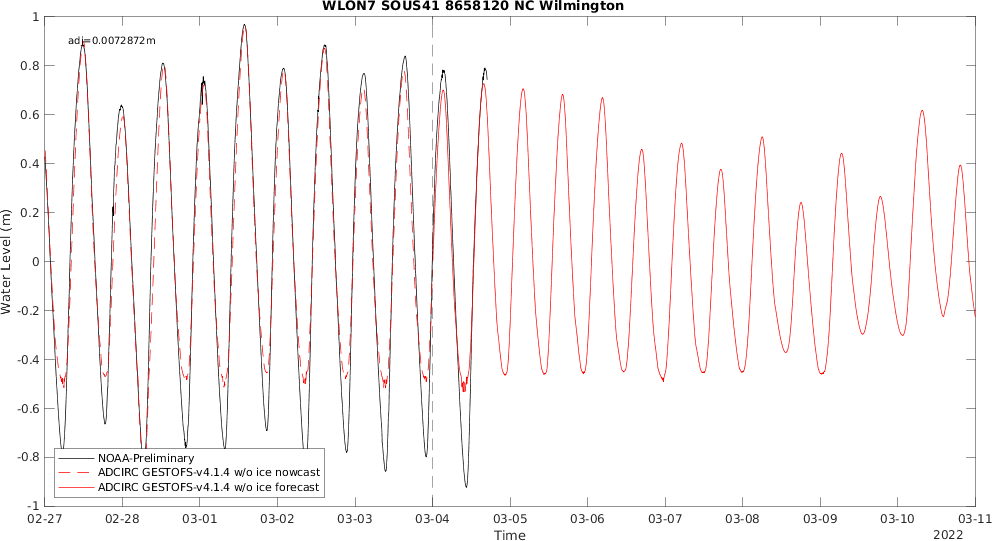 WLON7 SOUS41 8658120 NC Wilmington
adj=0.0072872m
1
0.8
0.6
0.4
0.2
0
-0.2
-0.4
-0.6
-0.8
-1
Water Level (m)
NOAA-Preliminary
ADCIRC GESTOFS-v4.1.4 w/o ice nowcast
ADCIRC GESTOFS-v4.1.4 w/o ice forecast
02-27 02-28 03-01 03-02 03-03 03-04 03-05 03-06 03-07 03-08 03-09 03-10 03-11
Time
2022